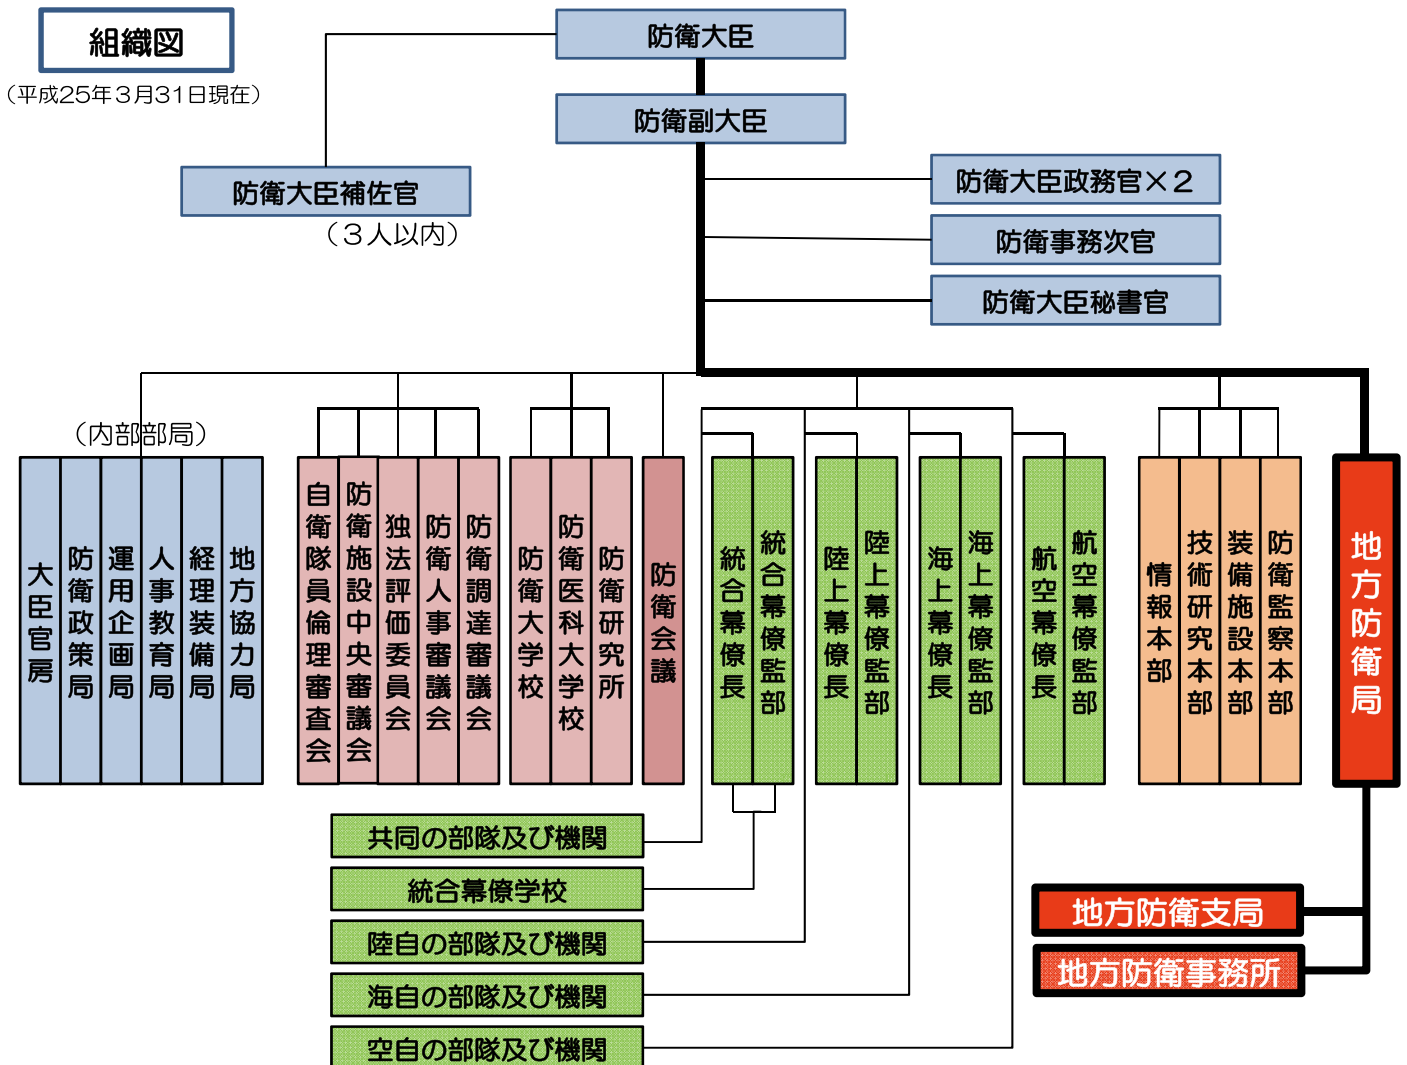 組織図
（平成25年３月31日現在）
防衛大臣
防衛副大臣
防衛大臣補佐官
（３人以内）
防衛大臣政務官×２
防衛事務次官
防衛大臣秘書官
（内部部局）
大臣官房
防衛政策局
運用企画局
人事教育局
経理装備局
地方協力局
自衛隊員倫理審査会
防衛施設中央審議会
独法評価委員会
防衛人事審議会
防衛調達審議会
防衛大学校
防衛医科大学校
防衛研究所
防衛会議
統合幕僚長
統合幕僚監部
陸上幕僚長
陸上幕僚監部
海上幕僚長
海上幕僚監部
航空幕僚長
航空幕僚監部
情報本部
技術研究本部
装備施設本部
防衛監察本部
地方防衛局
共同の部隊及び機関
統合幕僚学校
陸自の部隊及び機関
海自の部隊及び機関
空自の部隊及び機関
地方防衛支局
地方防衛事務所